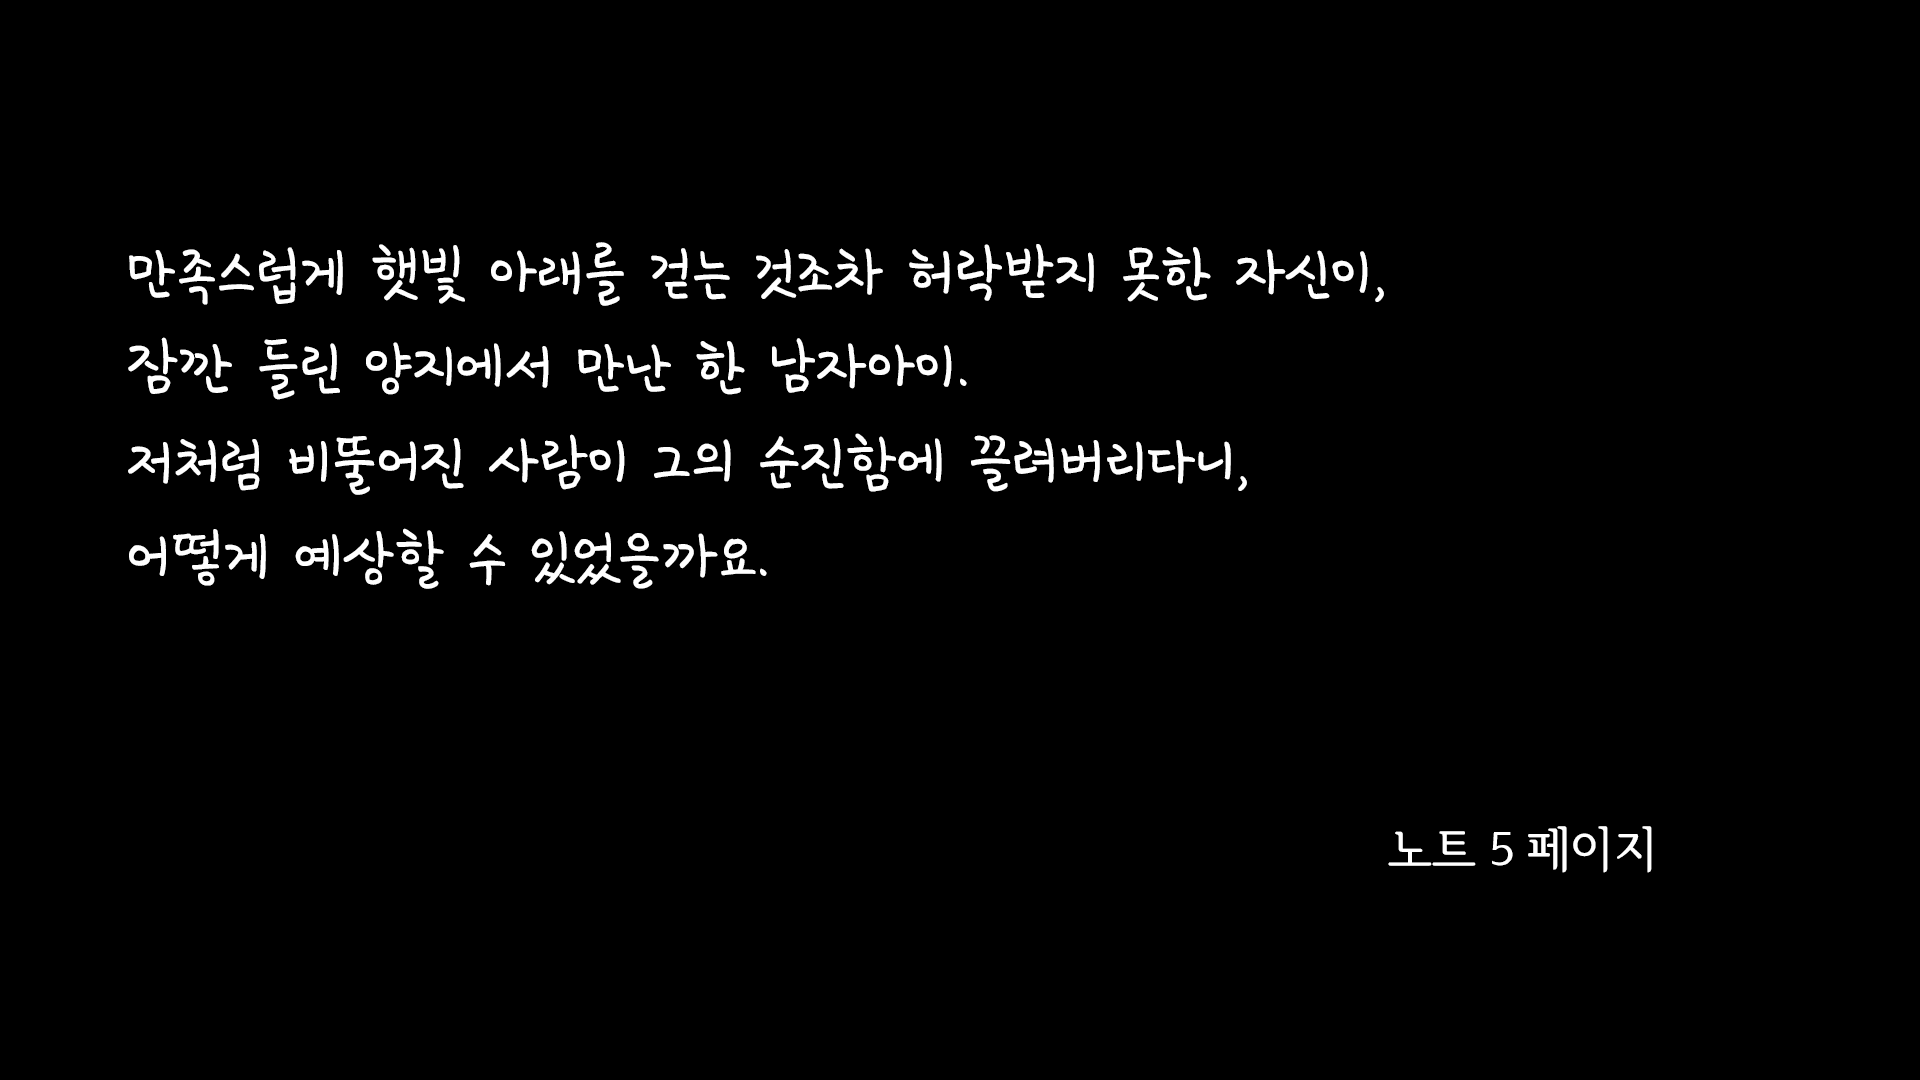 만족스럽게 햇빛 아래를 걷는 것조차 허락받지 못한 자신이,
잠깐 들린 양지에서 만난 한 남자아이.
저처럼 비뚤어진 사람이 그의 순진함에 끌려버리다니,
어떻게 예상할 수 있었을까요.
노트 5 페이지